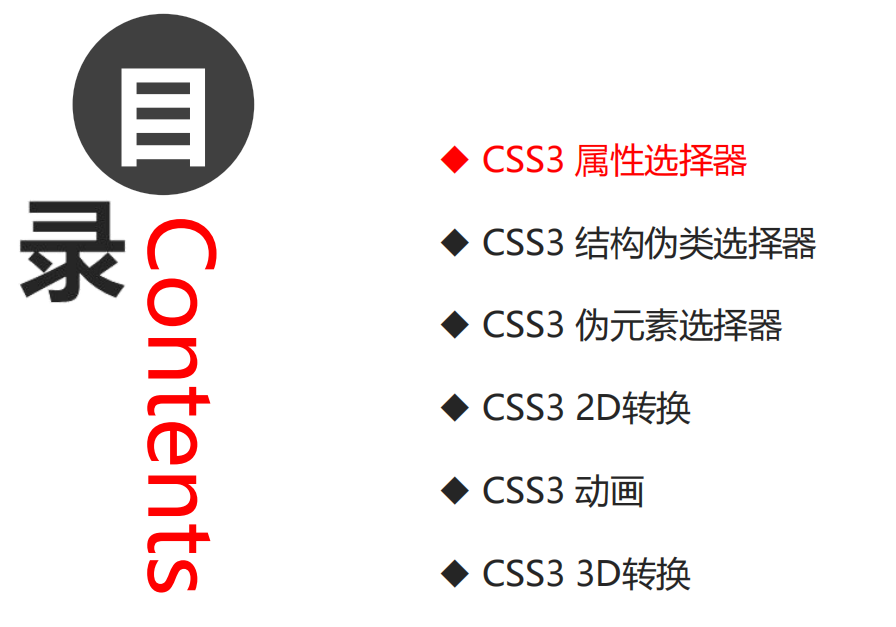 目录
Contents
◆ CSS3 属性选择器
◆ CSS3 结构伪类选择器
◆ CSS3 伪元素选择器
◆ CSS3 2D转换
◆ CSS3 动画
◆ CSS3 3D转换